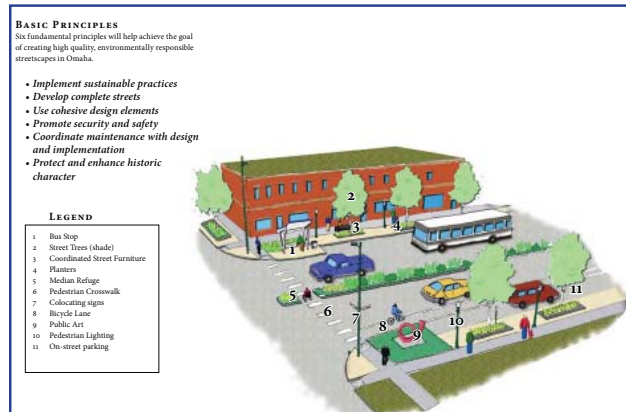 BASIC PRINCIPLES
Six fundamental principles will help achieve the goal
of creating high quality, environmentally responsible
streetscapes in Omaha.
• Implement sustainable practices
• Develop complete streets
• Use cohesive design elements
• Promote security and safety
• Coordinate maintenance with design
and implementation
• Protect and enhance historic
character
LEGEND
1 Bus Stop
2 Street Trees (shade)
3 Coordinated Street Furniture
4 Planters
5 Median Refuge
6 Pedestrian Crosswalk
7 Colocating signs
8 Bicycle Lane
9 Public Art
10 Pedestrian Lighting
11 On-street parking
2
3
4
1
5
6
7
8
9
10
11